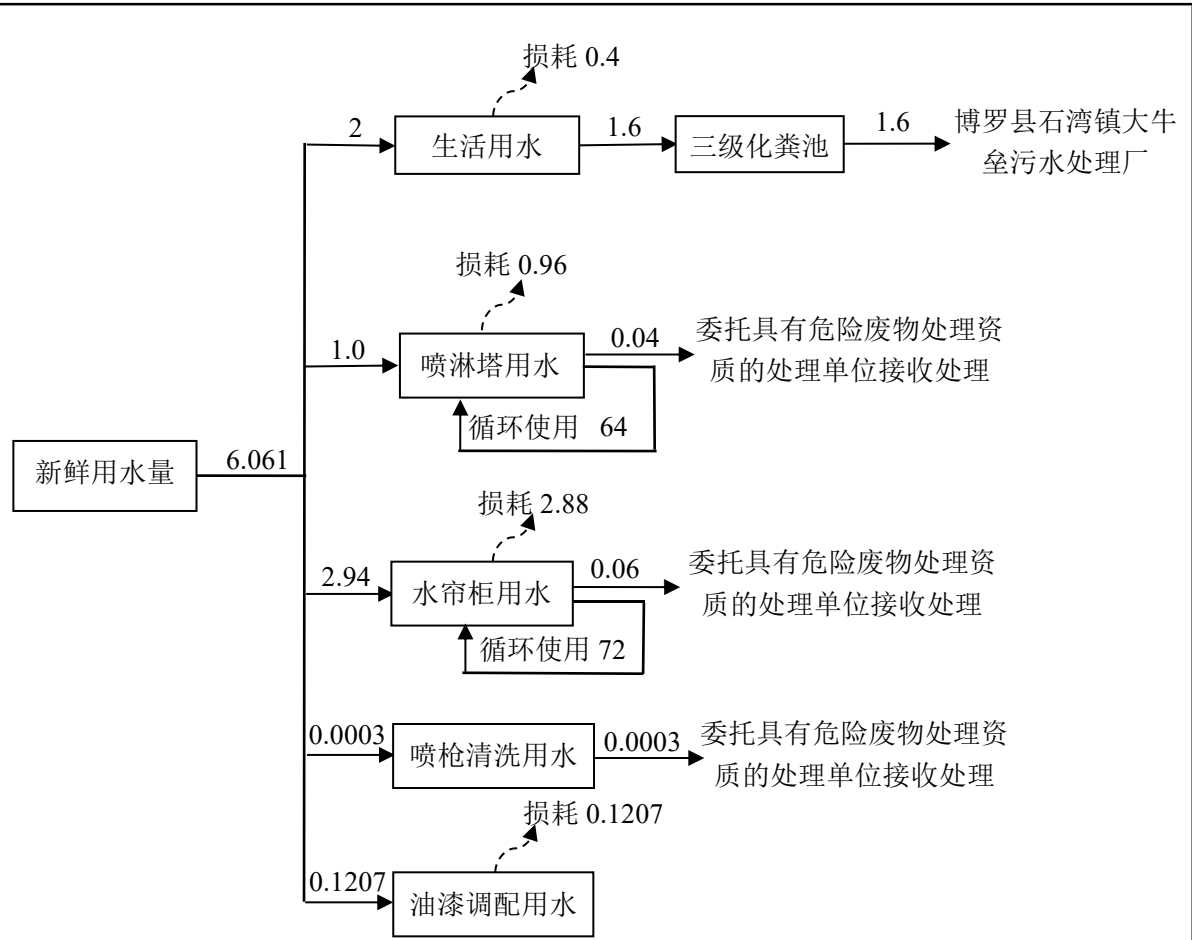 损耗 0.4
2
生活用水
1.6
三级化粪池
1.6
博罗县石湾镇大牛
垒污水处理厂
损耗 0.96
1.0
喷淋塔用水
0.04
委托具有危险废物处理资
质的处理单位接收处理
循环使用 64
新鲜用水量
6.061
损耗 2.88
2.94
水帘柜用水
0.06
委托具有危险废物处理资
质的处理单位接收处理
循环使用 72
0.0003
喷枪清洗用水
0.0003
委托具有危险废物处理资
质的处理单位接收处理
损耗 0.1207
0.1207
油漆调配用水